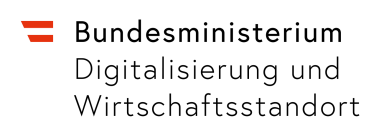 Bundesministerium
Digitalisierung und
Wirtschaftsstandort